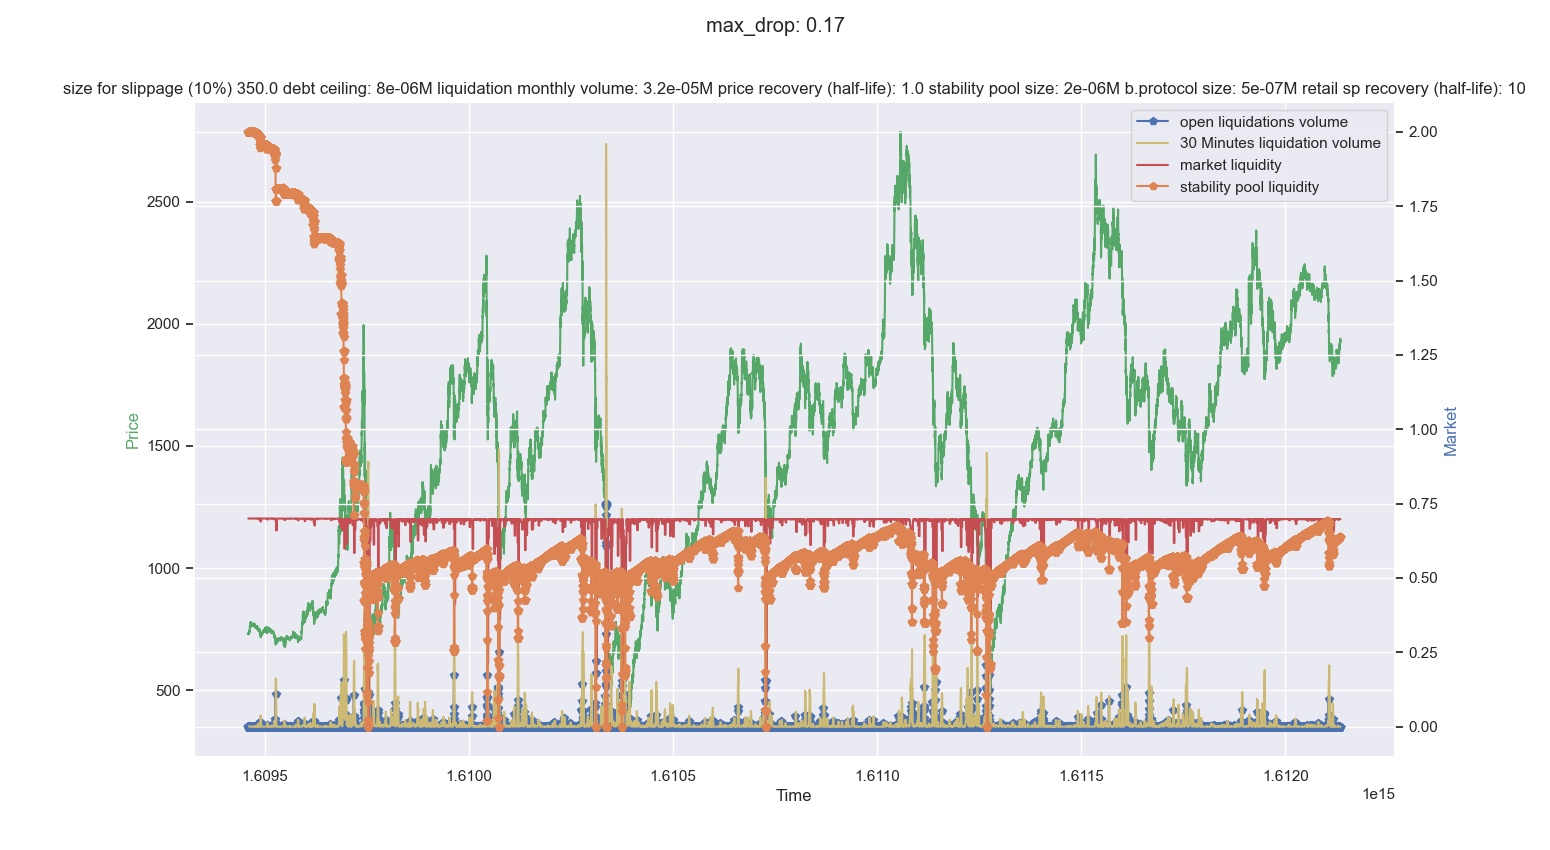 max_drop: 0.17
size for slippage (10%) 350.0 debt ceiling: 8e-06M liquidation monthly volume: 3.2e-05M price recovery (half-life): 1.0 stability pool size: 2e-06M b.protocol size: 5e-07M retail sp recovery (half-life): 10
open liquidations volume
30 Minutes liquidation volume
market liquidity
stability pool liquidity
2500
2000
1500
1000
500
Price
2.00
1.75
1.50
1.25
1.00
0.75
0.50
0.25
0.00
Market
1.6095 1.6100 1.6105 1.6110 1.6115 1.6120
1e15
Time